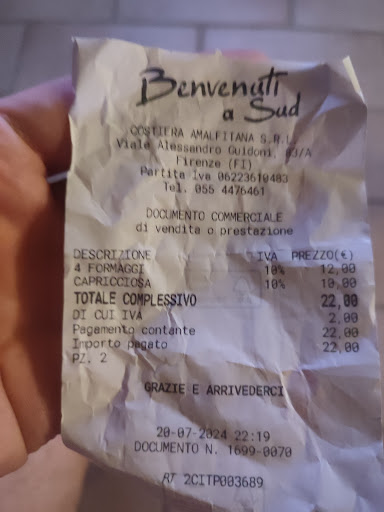 Benvenuti
a Sud
COSTIERA AMALFITANA S.R.L.
Viale Alessandro Guidoni, 83/A
Firenze (FI)
Partita Iva 06223610483
Tel. 055 4476461
DOCUMENTO COMMERCIALE
di vendita o prestazione
DESCRIZIONE IVA PREZZO(€)
4 FORMAGGI 10% 12,00
CAPRICCIOSA 10% 10,00
TOTALE COMPLESSIVO 22,00
DI CUI IVA 2,00
Pagamento contante 22,00
Importo pagato 22,00
PZ. 2
GRAZIE E ARRIVEDERCI
20-07-2024 22:19
DOCUMENTO N. 1699-0070
RT 2CITP003689